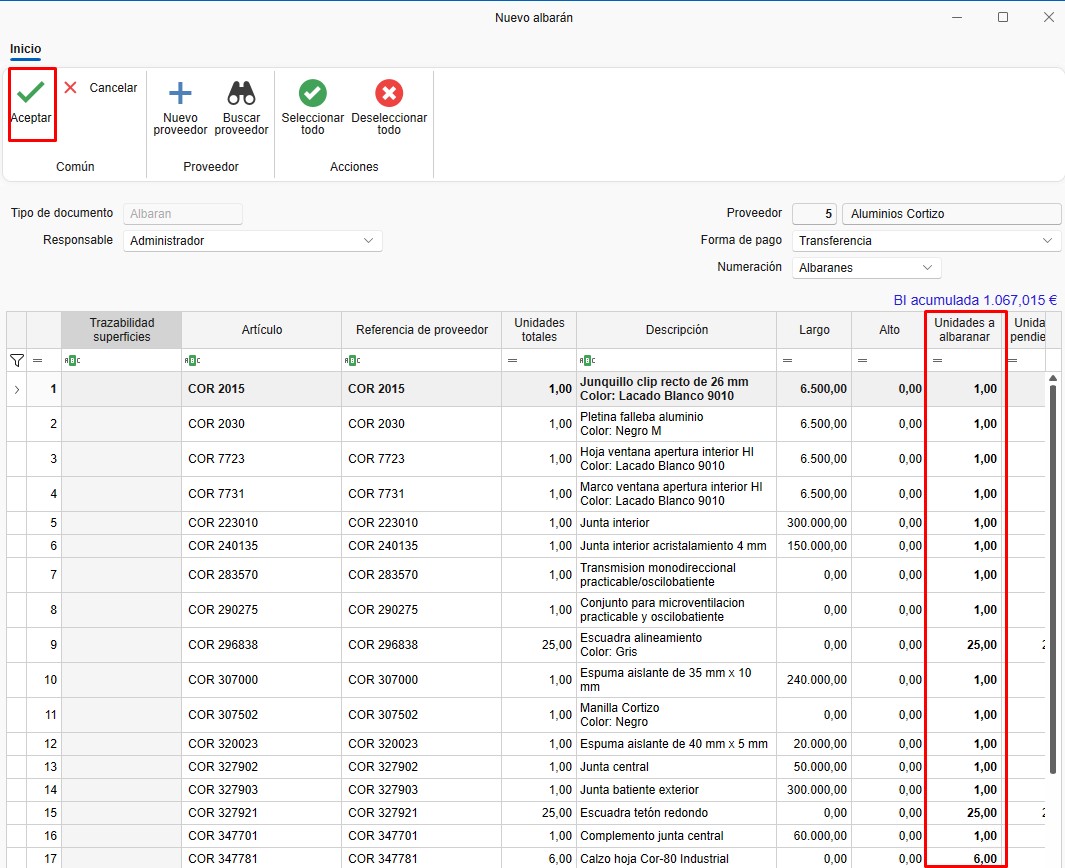 Nuevo albarán
Inicio
Aceptar
Cancelar
Nuevo proveedor
Buscar proveedor
Seleccionar todo
Deseleccionar todo
Común
Proveedor
Acciones
Tipo de documento Albaran
Proveedor 5 Aluminios Cortizo
Responsable Administrador
Forma de pago Transferencia
Numeración Albaranes
BI acumulada 1.067,015 €
Trazabilidad superficies Artículo Referencia de proveedor Unidades totales Descripción Largo Alto Unidades a albaranar Unida pendie
= ABC ABC ABC = ABC = = = =
1 COR 2015 COR 2015 1,00 Junquillo clip recto de 26 mm Color: Lacado Blanco 9010 6.500,00 0,00 1,00
2 COR 2030 COR 2030 1,00 Pletina falleba aluminio Color: Negro M 6.500,00 0,00 1,00
3 COR 7723 COR 7723 1,00 Hoja ventana apertura interior HI Color: Lacado Blanco 9010 6.500,00 0,00 1,00
4 COR 7731 COR 7731 1,00 Marco ventana apertura interior HI Color: Lacado Blanco 9010 6.500,00 0,00 1,00
5 COR 223010 COR 223010 1,00 Junta interior 300.000,00 0,00 1,00
6 COR 240135 COR 240135 1,00 Junta interior acristalamiento 4 mm 150.000,00 0,00 1,00
7 COR 283570 COR 283570 1,00 Transmision monodireccional practicable/oscilobatiente 0,00 0,00 1,00
8 COR 290275 COR 290275 1,00 Conjunto para microventilacion practicable y oscilobatiente 0,00 0,00 1,00
9 COR 296838 COR 296838 25,00 Escuadra alineamiento Color: Gris 0,00 0,00 25,00
10 COR 307000 COR 307000 1,00 Espuma aislante de 35 mm x 10 mm 240.000,00 0,00 1,00
11 COR 307502 COR 307502 1,00 Manilla Cortizo Color: Negro 0,00 0,00 1,00
12 COR 320023 COR 320023 1,00 Espuma aislante de 40 mm x 5 mm 20.000,00 0,00 1,00
13 COR 327902 COR 327902 1,00 Junta central 50.000,00 0,00 1,00
14 COR 327903 COR 327903 1,00 Junta batiente exterior 300.000,00 0,00 1,00
15 COR 327921 COR 327921 25,00 Escuadra tetón redondo 0,00 0,00 25,00
16 COR 347701 COR 347701 1,00 Complemento junta central 60.000,00 0,00 1,00
17 COR 347781 COR 347781 6,00 Calzo hoja Cor-80 Industrial 0,00 0,00 6,00